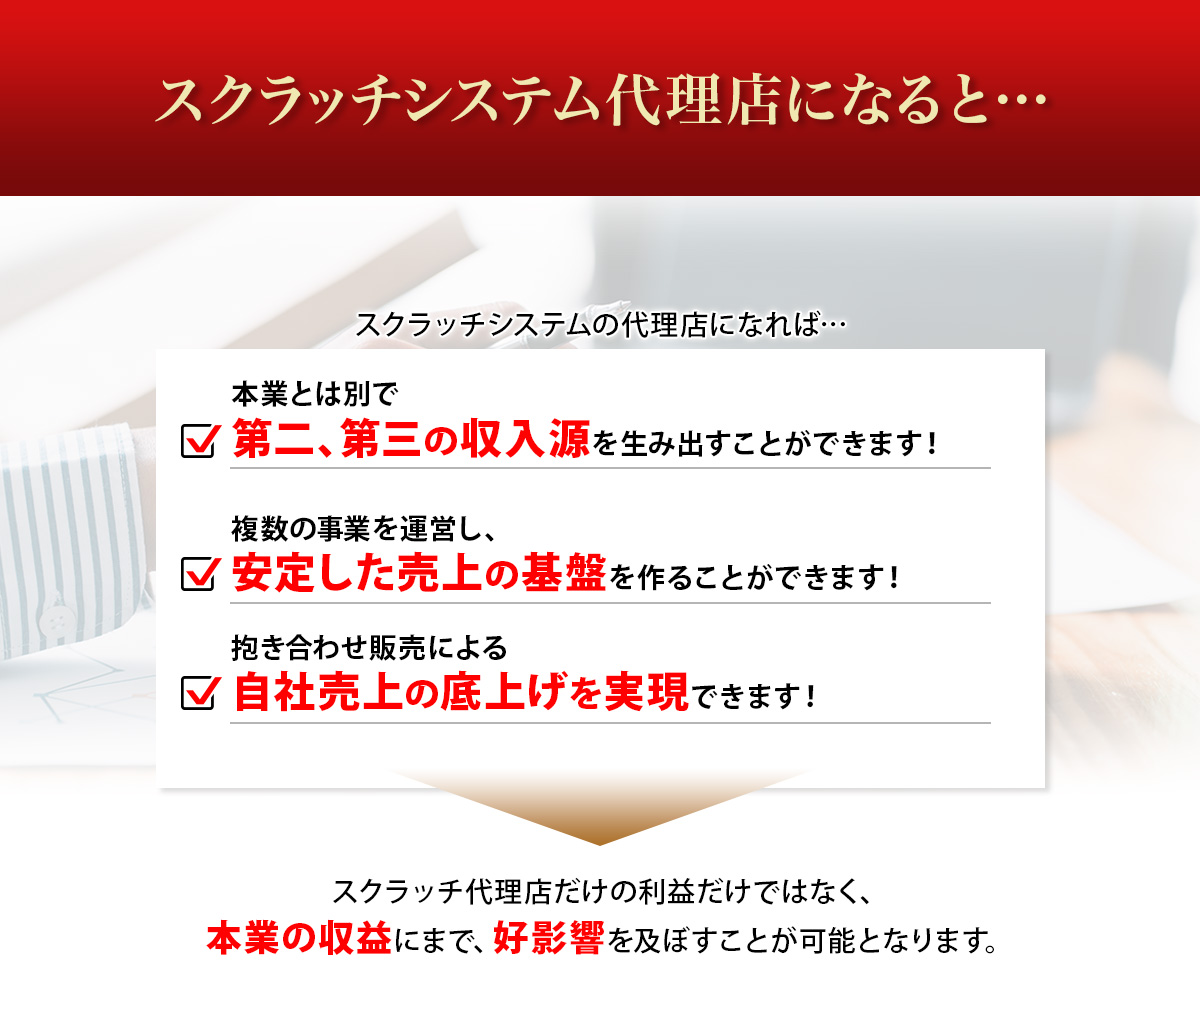 スクラッチシステム代理店になると…
スクラッチシステムの代理店になれば…
本業とは別で
第二、第三の収入源を生み出すことができます！
複数の事業を運営し、
安定した売上の基盤を作ることができます！
抱き合わせ販売による
自社売上の底上げを実現できます！
スクラッチ代理店だけの利益だけではなく、
本業の収益にまで、好影響を及ぼすことが可能となります。